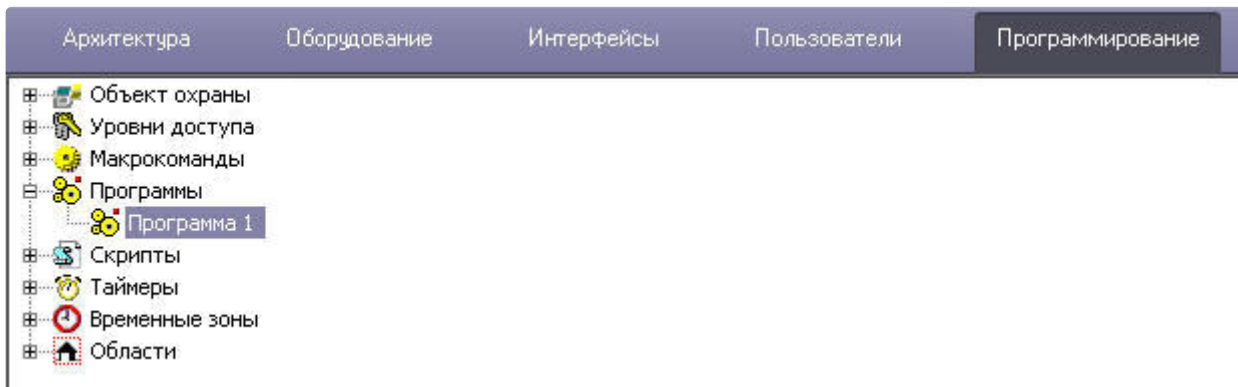 Архитектура Оборудование Интерфейсы Пользователи Программирование
Объект охраны
Уровни доступа
Макрокоманды
Программы
Программа 1
Скрипты
Таймеры
Временные зоны
Области